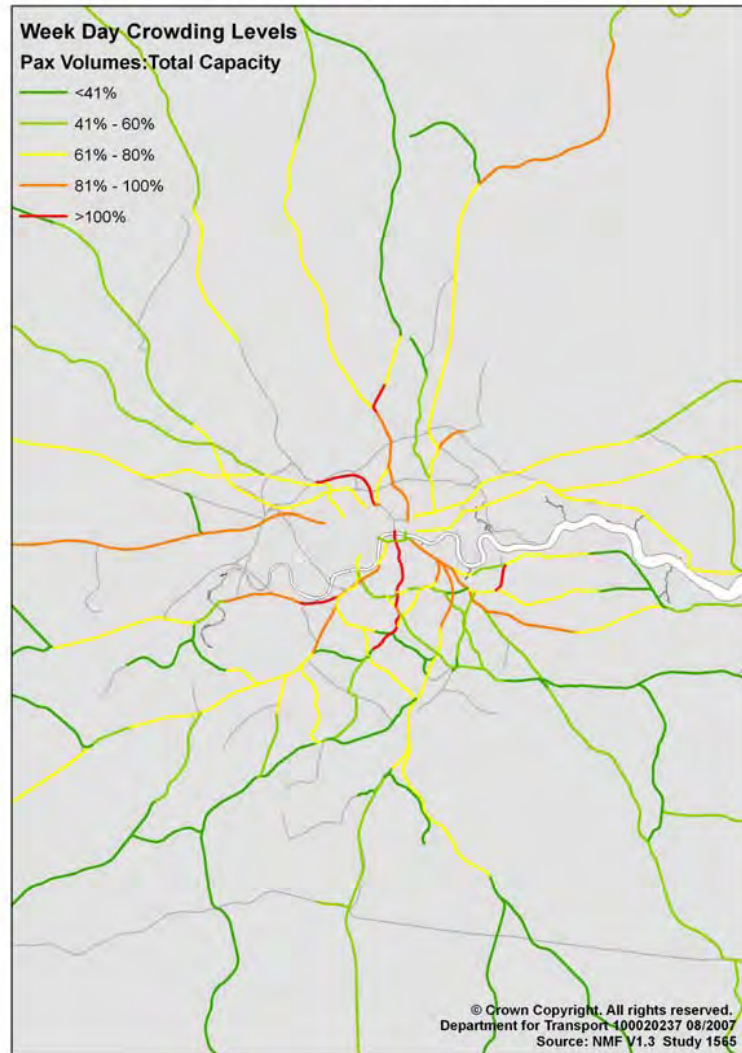 Week Day Crowding Levels
Pax Volumes:Total Capacity
<41%
41% - 60%
61% - 80%
81% - 100%
>100%
© Crown Copyright. All rights reserved.
Department for Transport 100020237 08/2007
Source: NMF V1.3 Study 1565